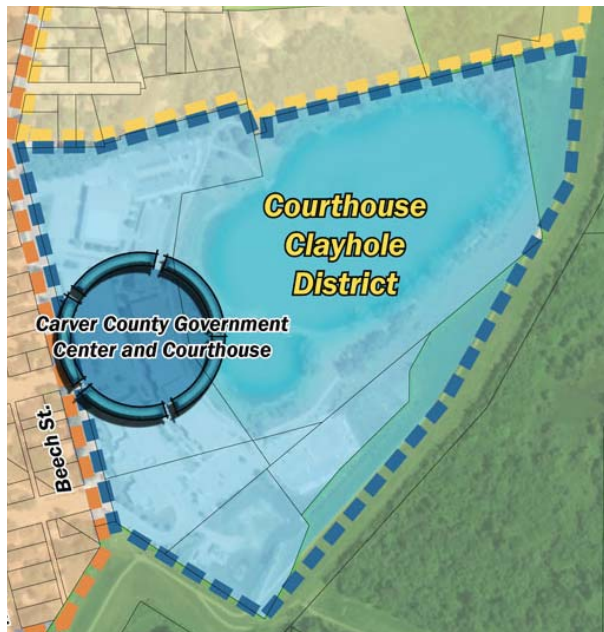 Courthouse
Clayhole
District
Carver County Government
Center and Courthouse
Beech St.